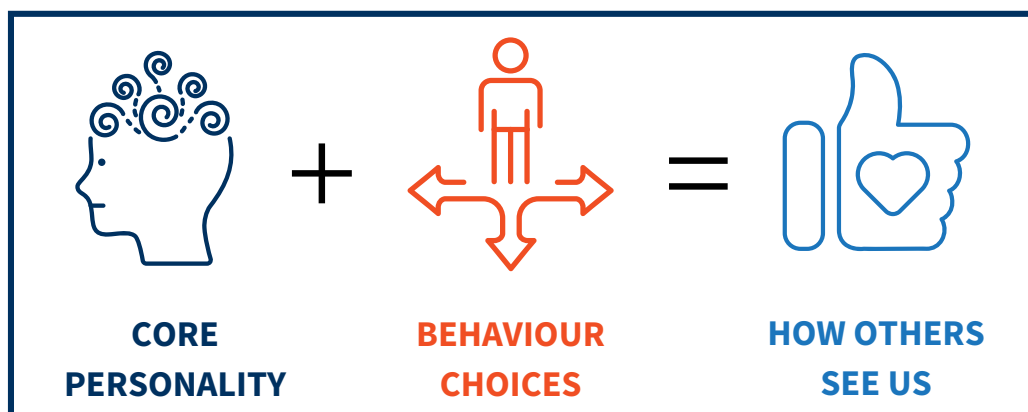 CORE
PERSONALITY
+
BEHAVIOUR
CHOICES
=
HOW OTHERS
SEE US